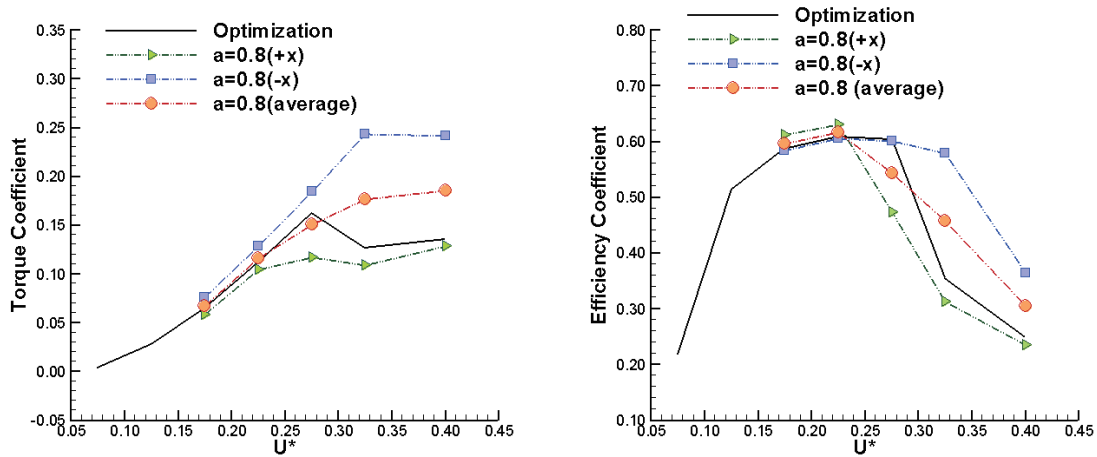 0.35
0.30
0.25
0.20
0.15
0.10
0.05
0.00
-0.05
Torque Coefficient
0.05 0.10 0.15 0.20 0.25 0.30 0.35 0.40 0.45
U*
Optimization
a=0.8(+x)
a=0.8(-x)
a=0.8(average)
0.80
0.70
0.60
0.50
0.40
0.30
0.20
0.10
Efficiency Coefficient
0.05 0.10 0.15 0.20 0.25 0.30 0.35 0.40 0.45
U*
Optimization
a=0.8(+x)
a=0.8(-x)
a=0.8 (average)